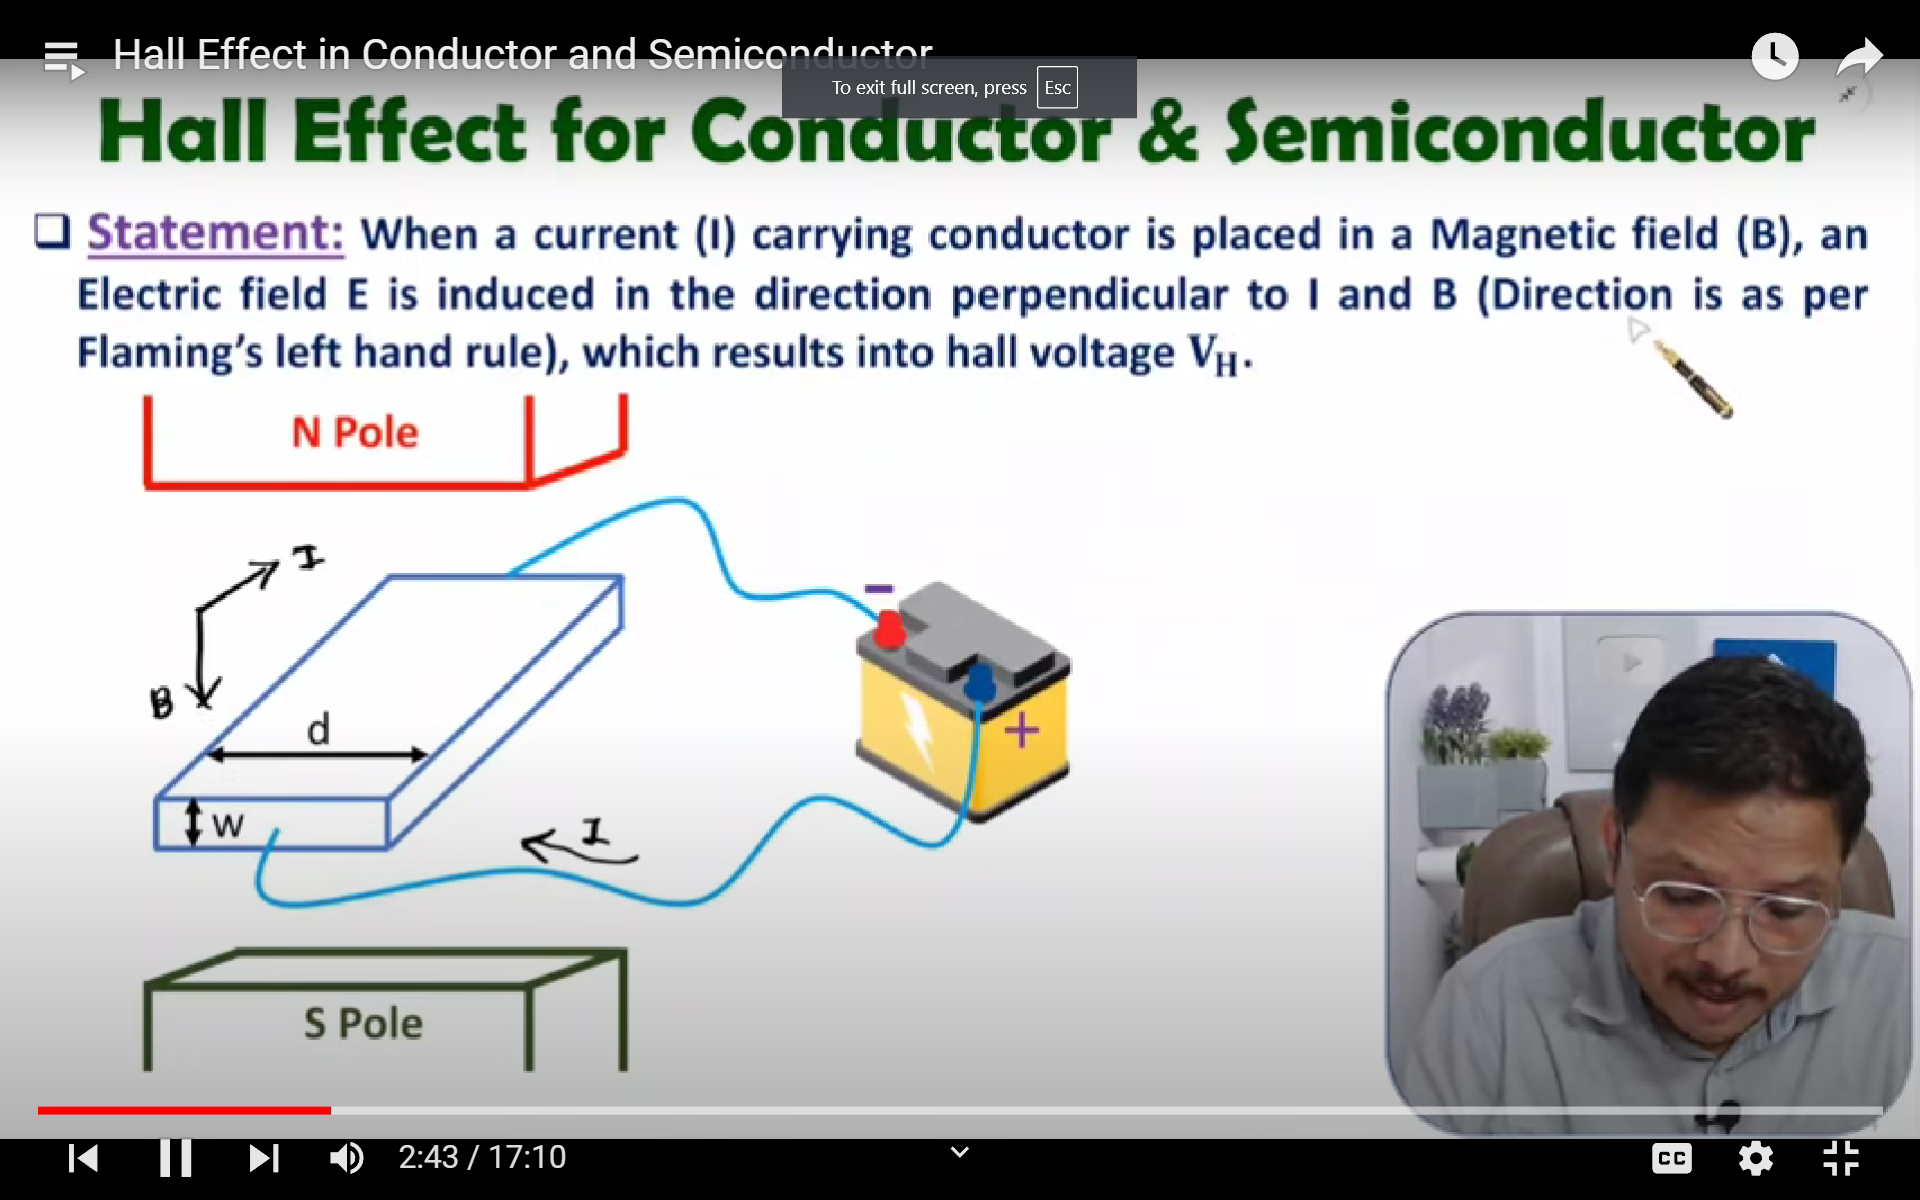 Hall Effect in Conductor and Semiconductor
To exit full screen, press Esc
Hall Effect for Conductor & Semiconductor
Statement: When a current (I) carrying conductor is placed in a Magnetic field (B), an
Electric field E is induced in the direction perpendicular to I and B (Direction is as per
Flaming's left hand rule), which results into hall voltage VH.
N Pole
I
B
d
w
I
−
+
S Pole
2:43 / 17:10
CC